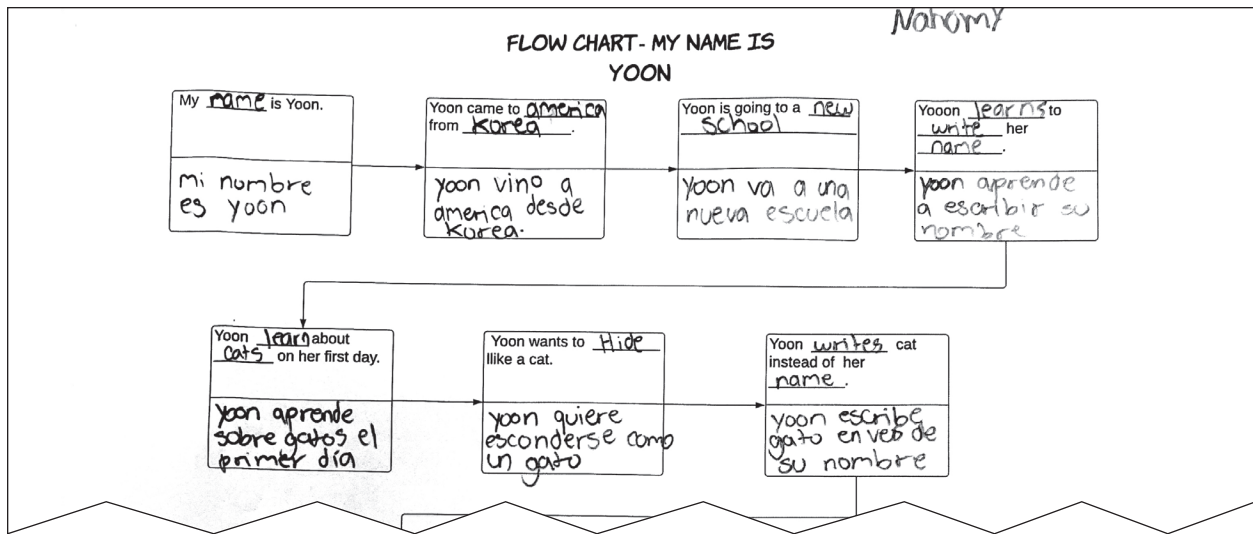 Nahomy
FLOW CHART - MY NAME IS
YOON
My name is Yoon.
mi nombre
es yoon
Yoon came to america
from Korea.
yoon vino a
america desde
Korea.
Yoon is going to a new
school
yoon va a una
nueva escuela
Yooon learns to
write her
name.
yoon aprende
a escribir su
nombre
Yoon learn about
cats on her first day.
yoon aprende
sobre gatos el
primer día
Yoon wants to Hide
llike a cat.
yoon quiere
esconderse como
un gato
Yoon writes cat
instead of her
name.
yoon escribe
gato en veb de
su nombre